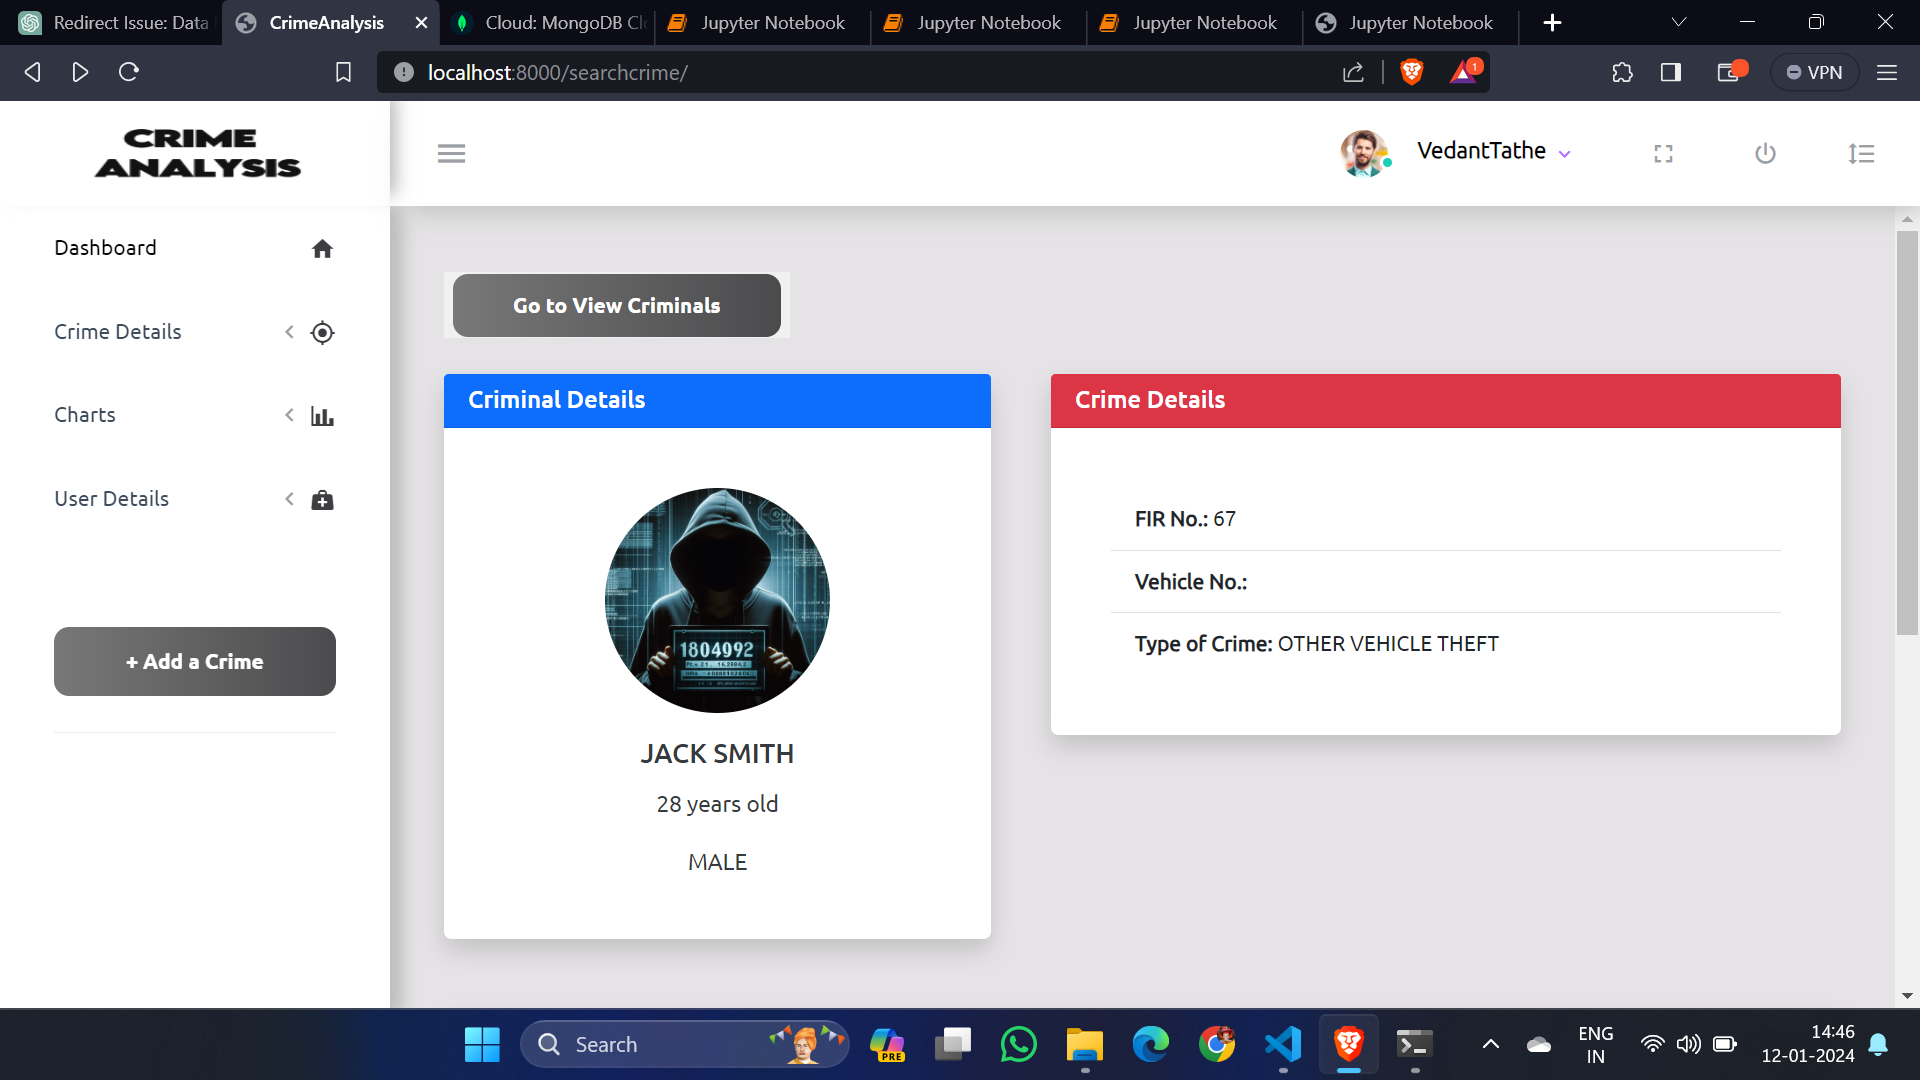 Redirect Issue: Data
CrimeAnalysis
Cloud: MongoDB Cl
Jupyter Notebook
Jupyter Notebook
Jupyter Notebook
Jupyter Notebook
localhost:8000/searchcrime/
1
VPN
CRIME
ANALYSIS
VedantTathe
Dashboard
Crime Details
Charts
User Details
+ Add a Crime
Go to View Criminals
Criminal Details
1804992
JACK SMITH
28 years old
MALE
Crime Details
FIR No.: 67
Vehicle No.:
Type of Crime: OTHER VEHICLE THEFT
Search
PRE
ENG
IN
14:46
12-01-2024